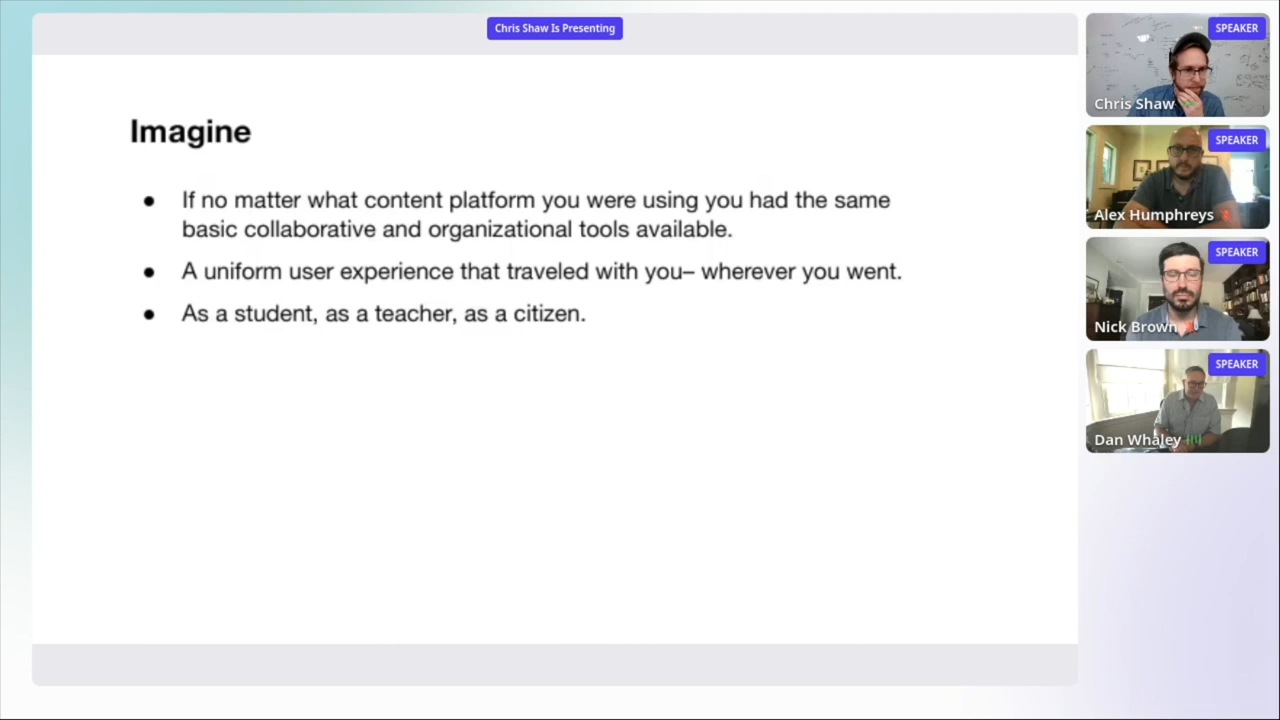 Chris Shaw Is Presenting
Imagine
● If no matter what content platform you were using you had the same
basic collaborative and organizational tools available.
● A uniform user experience that traveled with you– wherever you went.
● As a student, as a teacher, as a citizen.
SPEAKER
Chris Shaw
SPEAKER
Alex Humphreys
SPEAKER
Nick Brown
SPEAKER
Dan Whaley